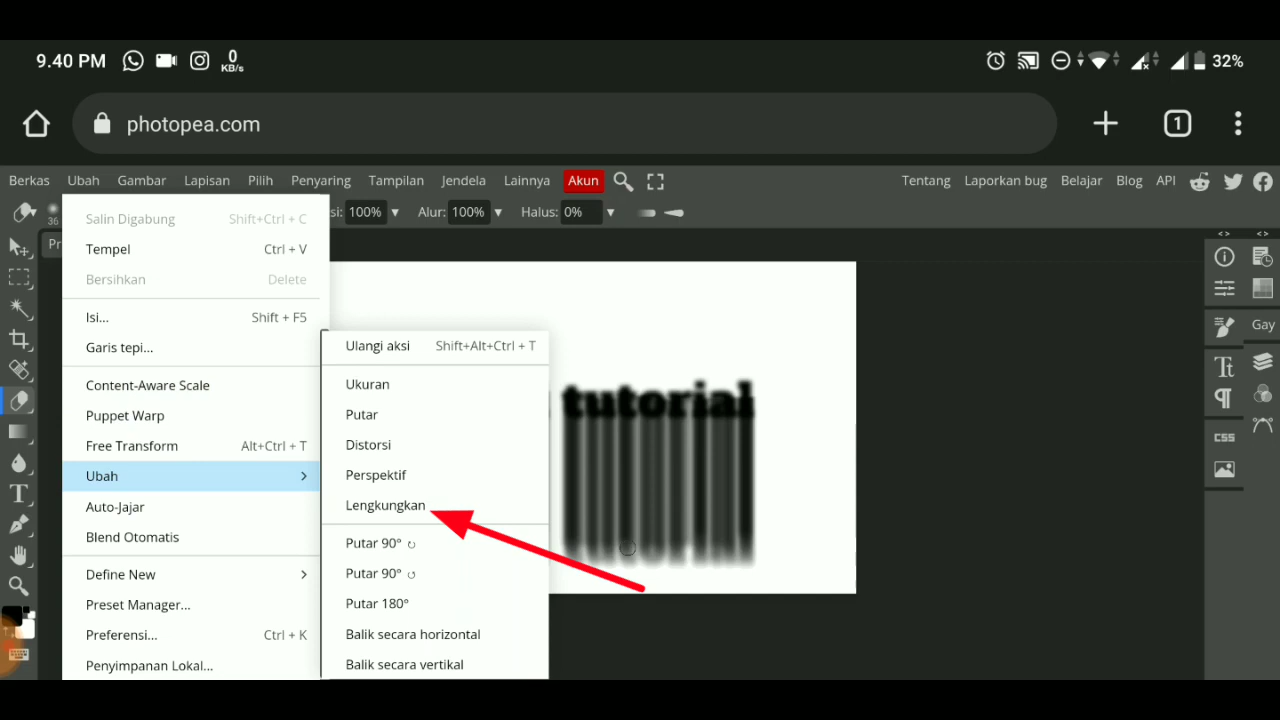 9.40 PM 0 KB/s 32%
photopea.com 1
Berkas Ubah Gambar Lapisan Pilih Penyaring Tampilan Jendela Lainnya Akun Tentang Laporkan bug Belajar Blog API
36 si: 100% Alur: 100% Halus: 0%
Pr
Salin Digabung Shift+Ctrl + C
Tempel Ctrl + V
Bersihkan Delete
Isi... Shift + F5
Garis tepi...
Content-Aware Scale
Puppet Warp
Free Transform Alt+Ctrl + T
Ubah
Auto-Jajar
Blend Otomatis
Define New
Preset Manager...
Preferensi... Ctrl + K
Penyimpanan Lokal...
Ulangi aksi Shift+Alt+Ctrl + T
Ukuran
Putar
Distorsi
Perspektif
Lengkungkan
Putar 90°
Putar 90°
Putar 180°
Balik secara horizontal
Balik secara vertikal
tutorial
Gay
CSS